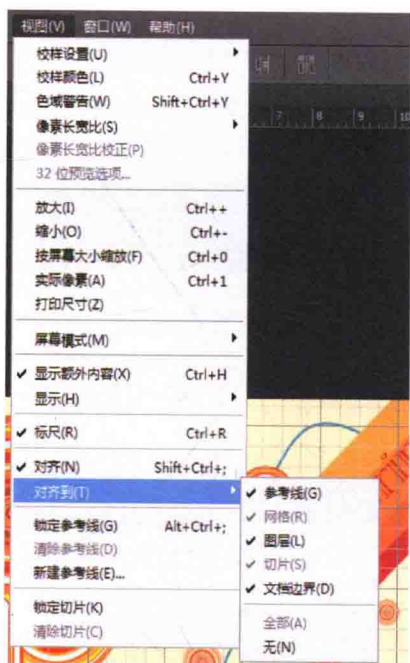 视图(V) 窗口(W) 帮助(H)
校样设置(U)
校样颜色(L) Ctrl+Y
色域警告(W) Shift+Ctrl+Y
像素长宽比(S)
像素长宽比校正(P)
32 位预览选项...
放大(I) Ctrl++
缩小(O) Ctrl+-
按屏幕大小缩放(F) Ctrl+0
实际像素(A) Ctrl+1
打印尺寸(Z)
屏幕模式(M)
显示额外内容(X) Ctrl+H
显示(H)
标尺(R) Ctrl+R
对齐(N) Shift+Ctrl+;
对齐到(T)
锁定参考线(G) Alt+Ctrl+;
清除参考线(D)
新建参考线(E)...
锁定切片(K)
清除切片(C)
参考线(G)
网格(R)
图层(L)
切片(S)
文档边界(D)
全部(A)
无(N)
7 8 9 10